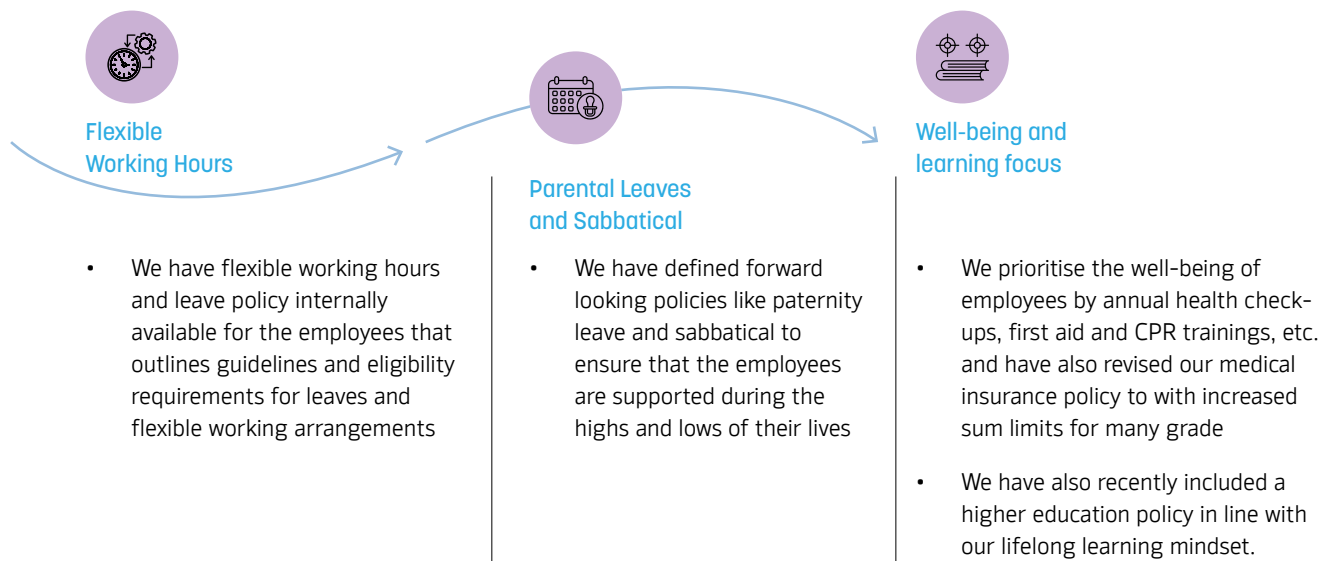 Flexible
Working Hours
• We have flexible working hours
and leave policy internally
available for the employees that
outlines guidelines and eligibility
requirements for leaves and
flexible working arrangements
Parental Leaves
and Sabbatical
• We have defined forward
looking policies like paternity
leave and sabbatical to
ensure that the employees
are supported during the
highs and lows of their lives
Well-being and
learning focus
• We prioritise the well-being of
employees by annual health check-
ups, first aid and CPR trainings, etc.
and have also revised our medical
insurance policy to with increased
sum limits for many grade
• We have also recently included a
higher education policy in line with
our lifelong learning mindset.